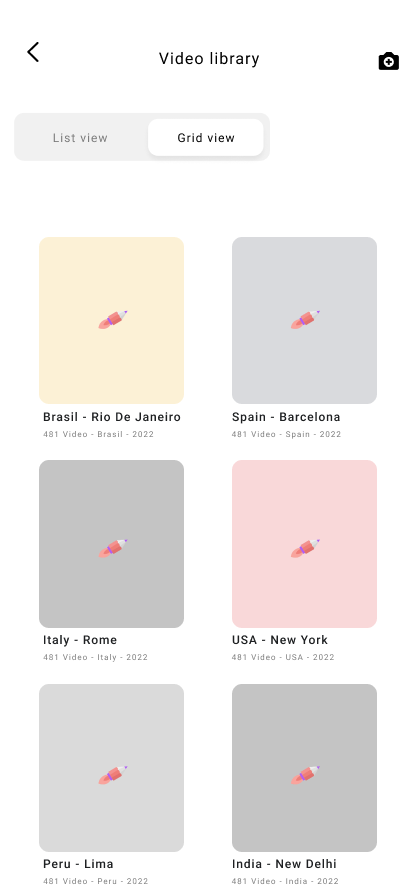 Video library
List view
Grid view
Brasil - Rio De Janeiro
481 Video - Brasil - 2022
Spain - Barcelona
481 Video - Spain - 2022
Italy - Rome
481 Video - Italy - 2022
USA - New York
481 Video - USA - 2022
Peru - Lima
481 Video - Peru - 2022
India - New Delhi
481 Video - India - 2022